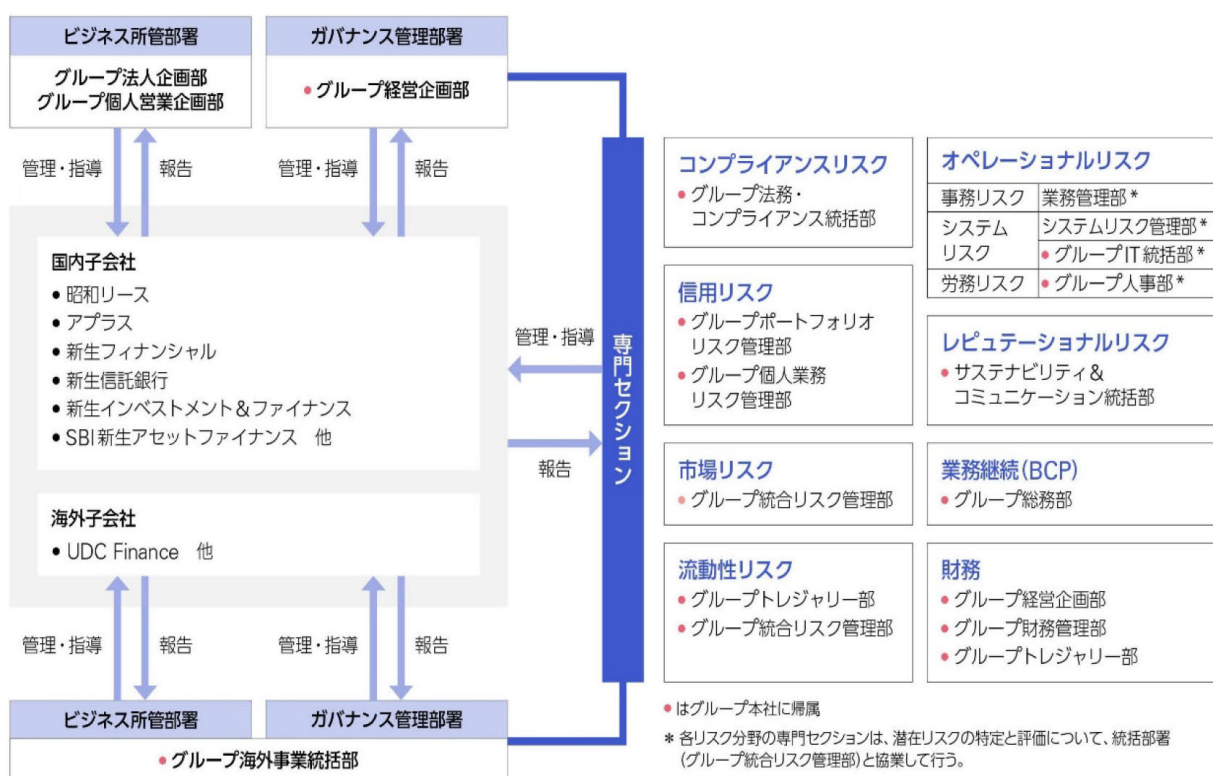 ビジネス所管部署
グループ法人企画部
グループ個人営業企画部
ガバナンス管理部署
● グループ経営企画部
管理・指導
報告
管理・指導
報告
国内子会社
● 昭和リース
● アプラス
● 新生フィナンシャル
● 新生信託銀行
● 新生インベストメント&ファイナンス
● SBI新生アセットファイナンス 他
海外子会社
● UDC Finance 他
管理・指導
報告
管理・指導
報告
ビジネス所管部署
ガバナンス管理部署
● グループ海外事業統括部
管理・指導
報告
専門セクション
コンプライアンスリスク
● グループ法務・
コンプライアンス統括部
信用リスク
● グループポートフォリオ
リスク管理部
● グループ個人業務
リスク管理部
市場リスク
● グループ統合リスク管理部
流動性リスク
● グループトレジャリー部
● グループ統合リスク管理部
オペレーショナルリスク
事務リスク 業務管理部*
システム
リスク
システムリスク管理部*
● グループIT統括部*
労務リスク ● グループ人事部*
レピュテーショナルリスク
● サステナビリティ&
コミュニケーション統括部
業務継続(BCP)
● グループ総務部
財務
● グループ経営企画部
● グループ財務管理部
● グループトレジャリー部
● はグループ本社に帰属
* 各リスク分野の専門セクションは、潜在リスクの特定と評価について、統括部署
(グループ統合リスク管理部)と協業して行う。